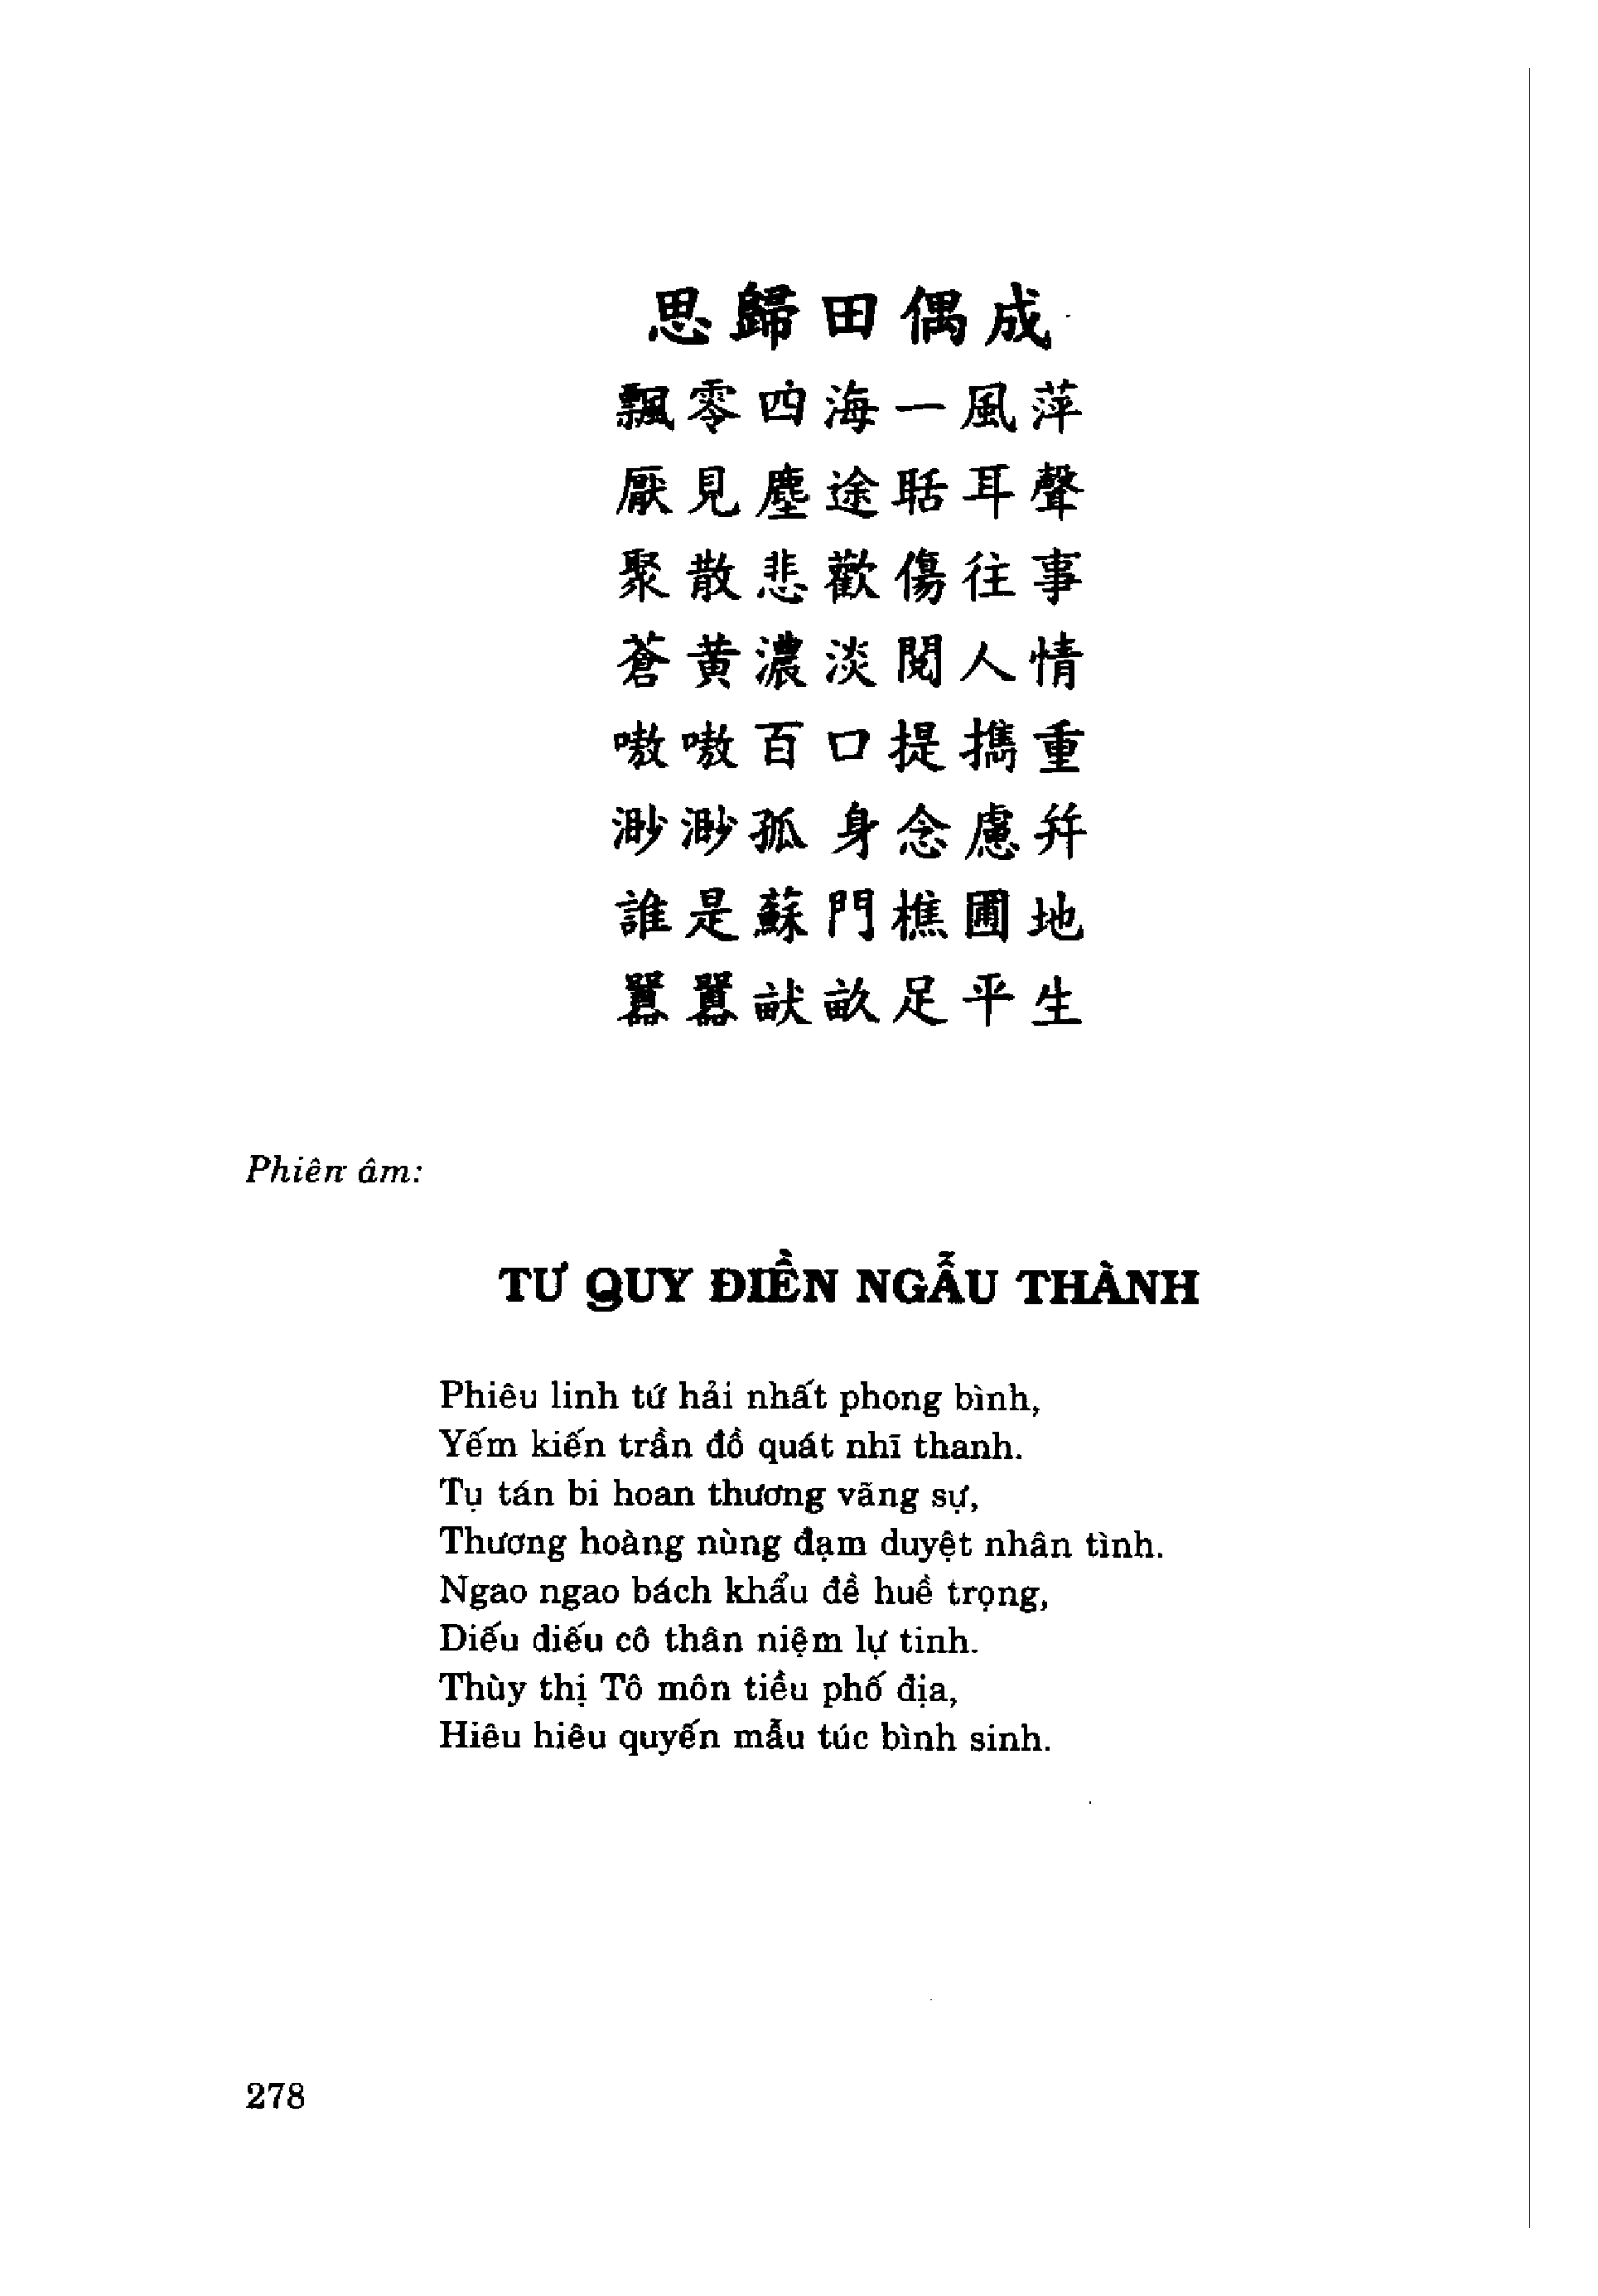 思歸田偶成
飄零四海一風萍
厭見塵途聒耳聲
聚散悲歡傷往事
蒼黃濃淡閱人情
嗷嗷百口提擕重
渺渺孤身念慮并
誰是蘇門樵圃地
囂囂畎畝足平生
Phiên âm:
TƯ QUY ĐIỀN NGẪU THÀNH
Phiêu linh tứ hải nhất phong bình,
Yếm kiến trần đồ quát nhĩ thanh.
Tụ tán bi hoan thương vãng sự,
Thương hoàng nùng đạm duyệt nhân tình.
Ngao ngao bách khẩu đề huề trọng,
Diếu diếu cô thân niệm lự tinh.
Thùy thị Tô môn tiều phố địa,
Hiêu hiêu quyến mẫu túc bình sinh.
278